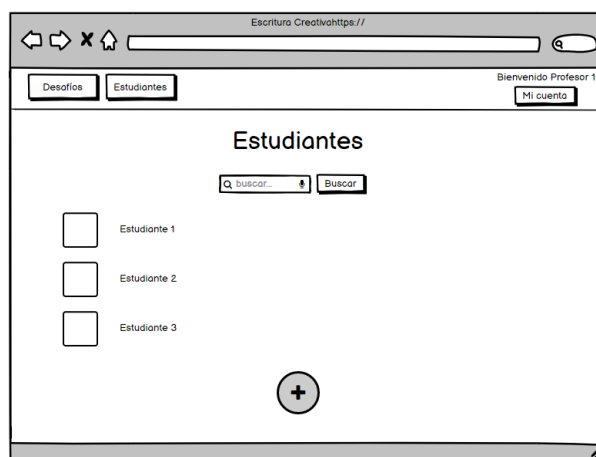 Escritura Creativahttps://
Desafíos
Estudiantes
Bienvenido Profesor 1
Mi cuenta
Estudiantes
buscar...
Buscar
Estudiante 1
Estudiante 2
Estudiante 3